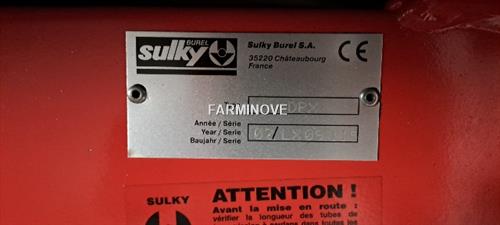 BUREL
sulky
Sulky Burel S.A.
35220 Châteaubourg
France
CE
FARMINOVE
DPX
Année / Série
Year / Serie
Baujahr / Serie
SULKY
ATTENTION !
Avant la mise en route :
vérifier la longueur des tubes de